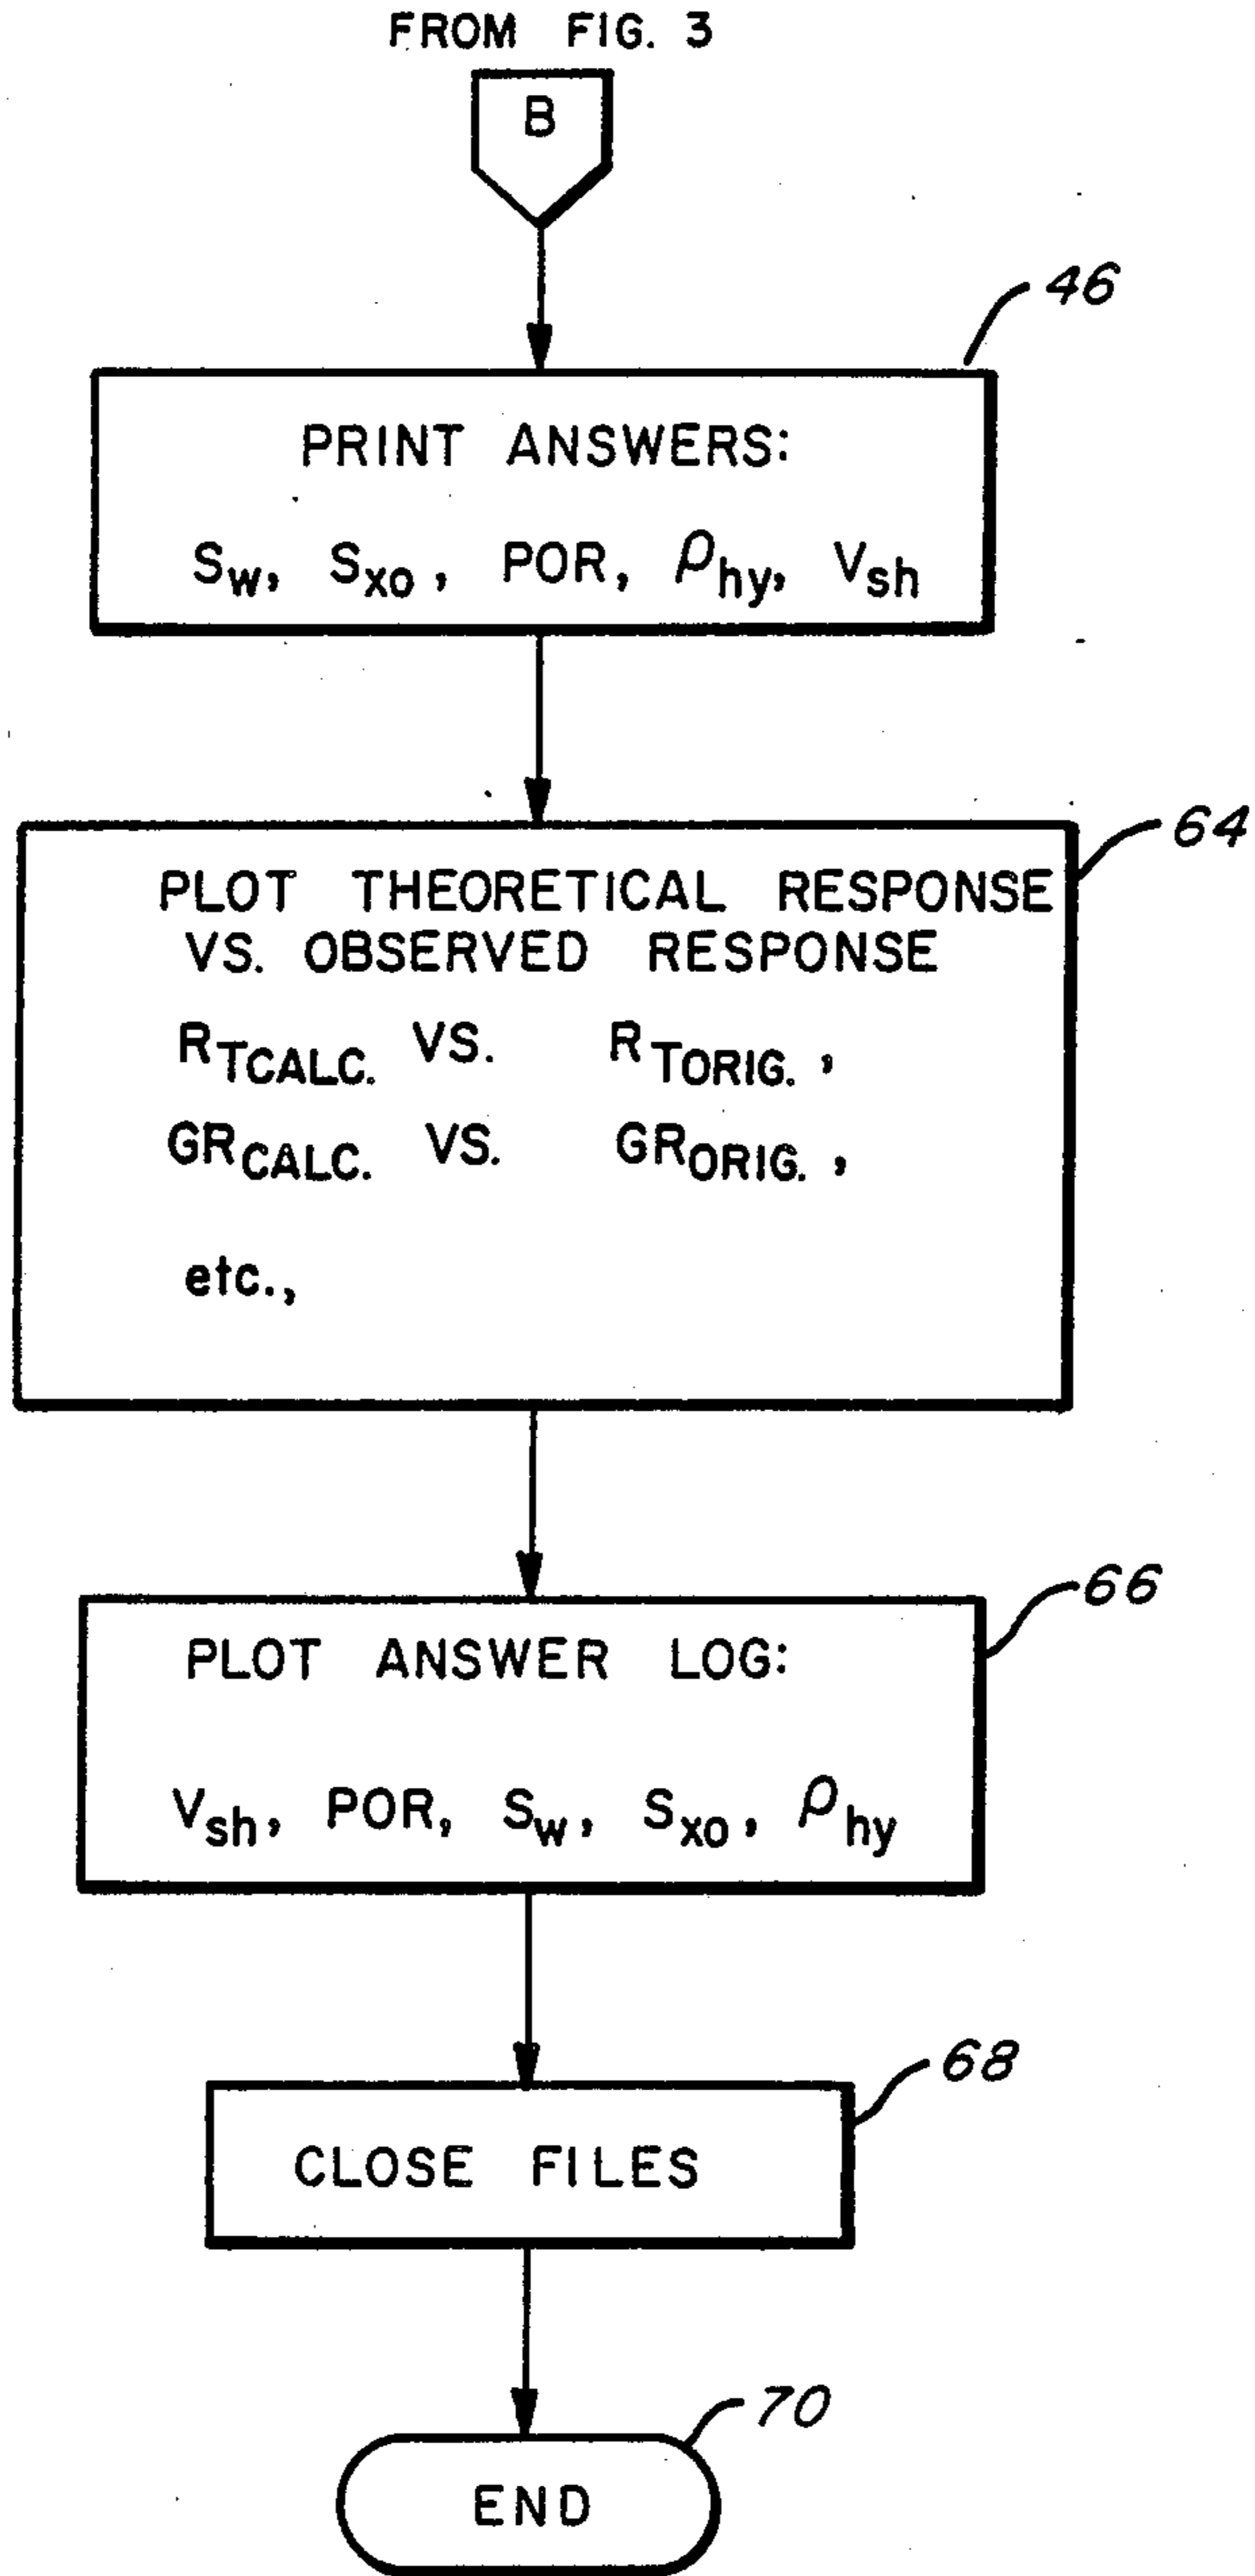 FROM FIG. 3
B
46
PRINT ANSWERS:
Sw, Sxo, POR, ρhy, Vsh
64
PLOT THEORETICAL RESPONSE
VS. OBSERVED RESPONSE
RTCALC. VS. RTORIG.,
GRCALC. VS. GRORIG.,
etc.,
66
PLOT ANSWER LOG:
Vsh, POR, Sw, Sxo, ρhy
68
CLOSE FILES
70
END